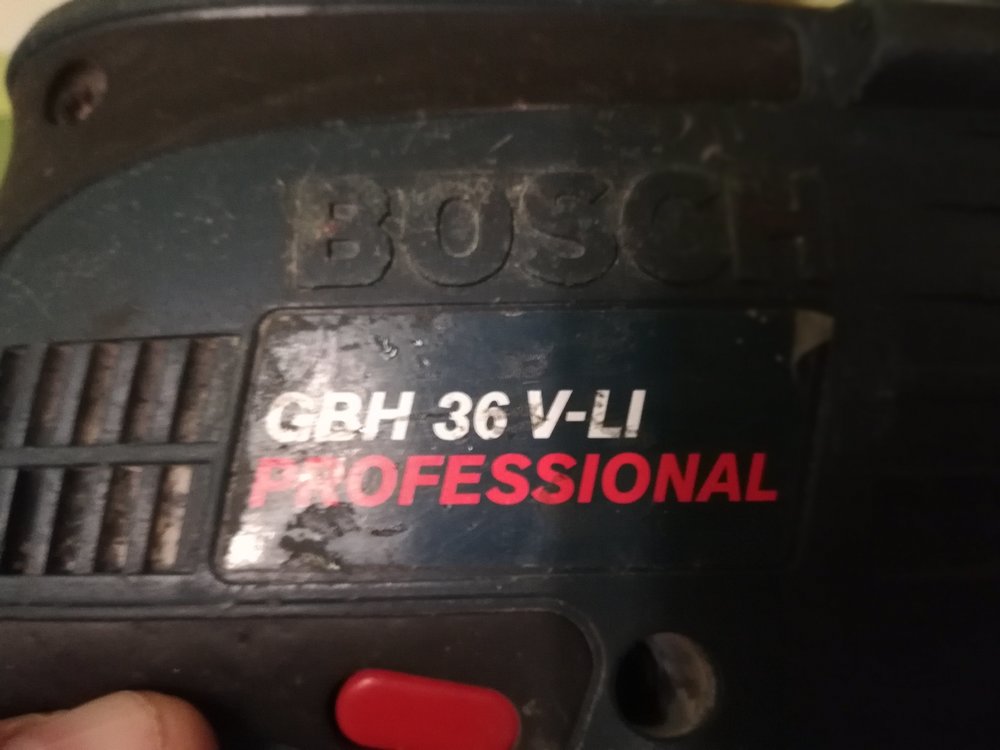 BOSCH
GBH 36 V-LI
PROFESSIONAL